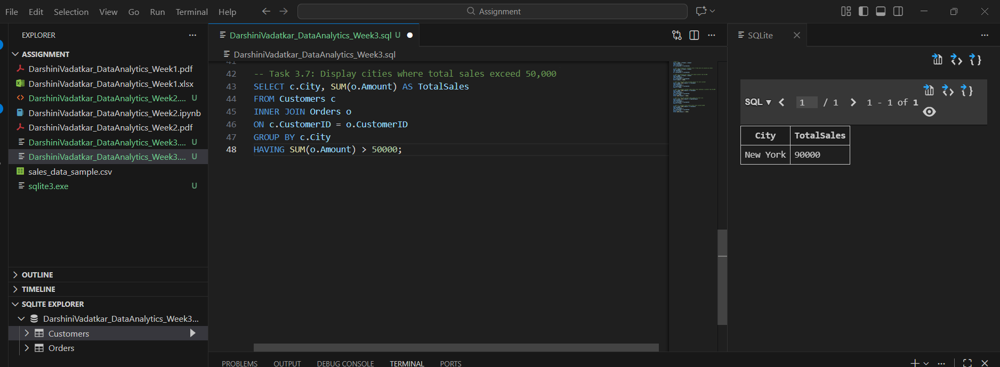 File Edit Selection View Go Run Terminal Help
Assignment
EXPLORER
ASSIGNMENT
DarshiniVadatkar_DataAnalytics_Week1.pdf
DarshiniVadatkar_DataAnalytics_Week1.xlsx
DarshiniVadatkar_DataAnalytics_Week2.... U
DarshiniVadatkar_DataAnalytics_Week2.ipynb
DarshiniVadatkar_DataAnalytics_Week2.pdf
DarshiniVadatkar_DataAnalytics_Week3.... U
DarshiniVadatkar_DataAnalytics_Week3.... U
sales_data_sample.csv
sqlite3.exe U
OUTLINE
TIMELINE
SQLITE EXPLORER
DarshiniVadatkar_DataAnalytics_Week3...
Customers
Orders
DarshiniVadatkar_DataAnalytics_Week3.sql U
DarshiniVadatkar_DataAnalytics_Week3.sql
41
42 -- Task 3.7: Display cities where total sales exceed 50,000
43 SELECT c.City, SUM(o.Amount) AS TotalSales
44 FROM Customers c
45 INNER JOIN Orders o
46 ON c.CustomerID = o.CustomerID
47 GROUP BY c.City
48 HAVING SUM(o.Amount) > 50000;
PROBLEMS OUTPUT DEBUG CONSOLE TERMINAL PORTS
SQLite
SQL 1 / 1 1 - 1 of 1
City TotalSales
New York 90000